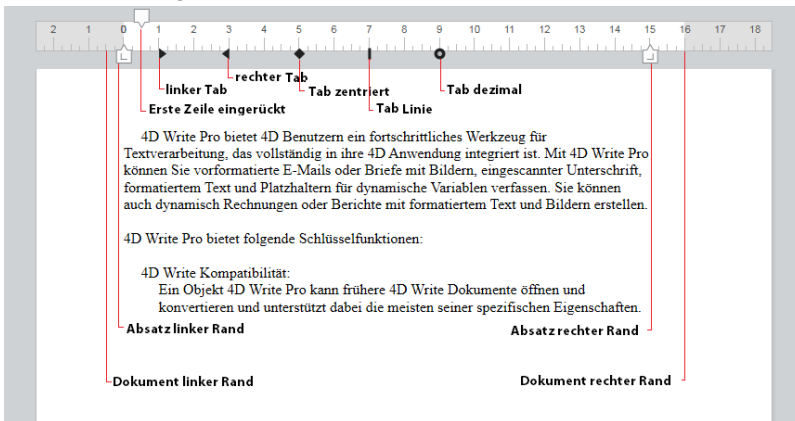 2 1 0 1 2 3 4 5 6 7 8 9 10 11 12 13 14 15 16 17 18
rechter Tab
linker Tab
Tab zentriert
Tab dezimal
Erste Zeile eingerückt
Tab Linie
4D Write Pro bietet 4D Benutzern ein fortschrittliches Werkzeug für
Textverarbeitung, das vollständig in ihre 4D Anwendung integriert ist. Mit 4D Write Pro
können Sie vorformatierte E-Mails oder Briefe mit Bildern, eingescannter Unterschrift,
formatiertem Text und Platzhaltern für dynamische Variablen verfassen. Sie können
auch dynamisch Rechnungen oder Berichte mit formatiertem Text und Bildern erstellen.
4D Write Pro bietet folgende Schlüsselfunktionen:
4D Write Kompatibilität:
Ein Objekt 4D Write Pro kann frühere 4D Write Dokumente öffnen und
konvertieren und unterstützt dabei die meisten seiner spezifischen Eigenschaften.
Absatz linker Rand
Absatz rechter Rand
Dokument linker Rand
Dokument rechter Rand